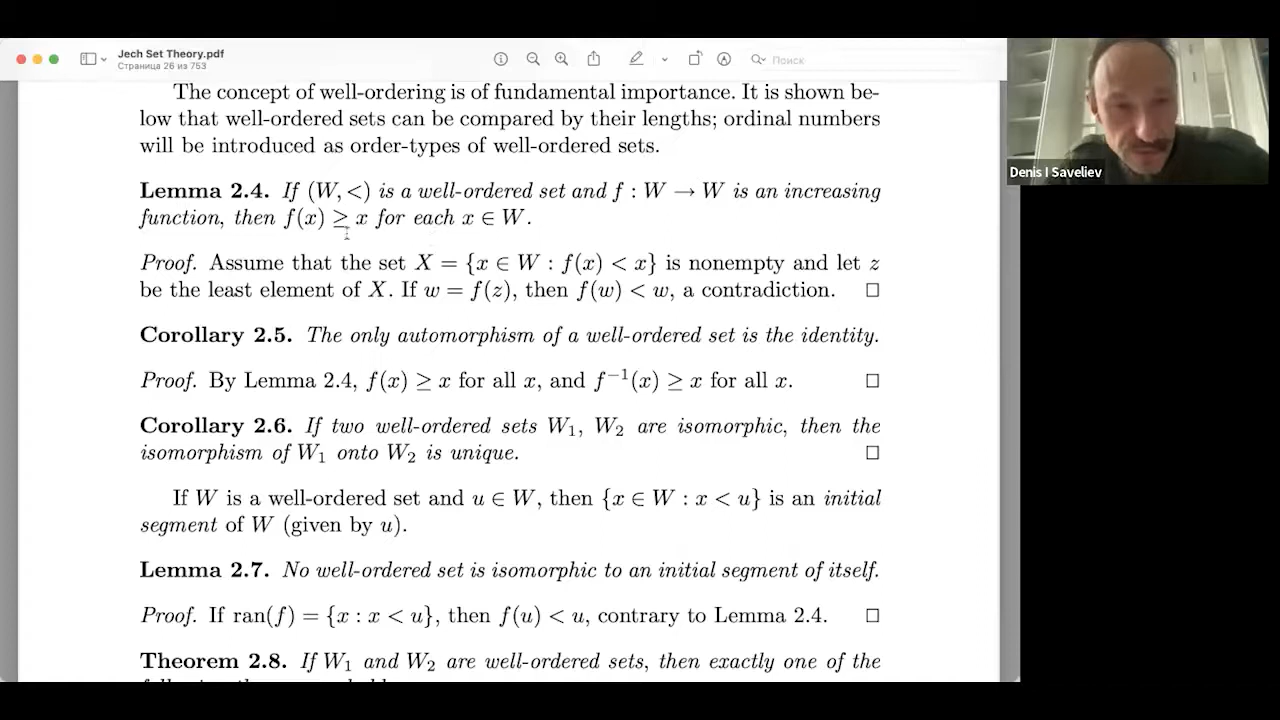 Jech Set Theory.pdf
Страница 26 из 753
Поиск
The concept of well-ordering is of fundamental importance. It is shown be-
low that well-ordered sets can be compared by their lengths; ordinal numbers
will be introduced as order-types of well-ordered sets.
Lemma 2.4. If (W, <) is a well-ordered set and f : W → W is an increasing
function, then f(x) ≥ x for each x ∈ W.
Proof. Assume that the set X = {x ∈ W : f(x) < x} is nonempty and let z
be the least element of X. If w = f(z), then f(w) < w, a contradiction. □
Corollary 2.5. The only automorphism of a well-ordered set is the identity.
Proof. By Lemma 2.4, f(x) ≥ x for all x, and f⁻¹(x) ≥ x for all x. □
Corollary 2.6. If two well-ordered sets W₁, W₂ are isomorphic, then the
isomorphism of W₁ onto W₂ is unique. □
If W is a well-ordered set and u ∈ W, then {x ∈ W : x < u} is an initial
segment of W (given by u).
Lemma 2.7. No well-ordered set is isomorphic to an initial segment of itself.
Proof. If ran(f) = {x : x < u}, then f(u) < u, contrary to Lemma 2.4. □
Theorem 2.8. If W₁ and W₂ are well-ordered sets, then exactly one of the
Denis I Saveliev